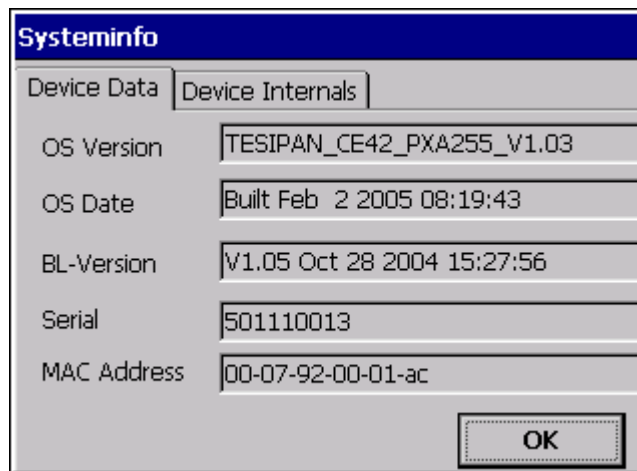 Systeminfo
Device Data Device Internals
OS Version TESIPAN_CE42_PXA255_V1.03
OS Date Built Feb  2 2005 08:19:43
BL-Version V1.05 Oct 28 2004 15:27:56
Serial 501110013
MAC Address 00-07-92-00-01-ac
OK